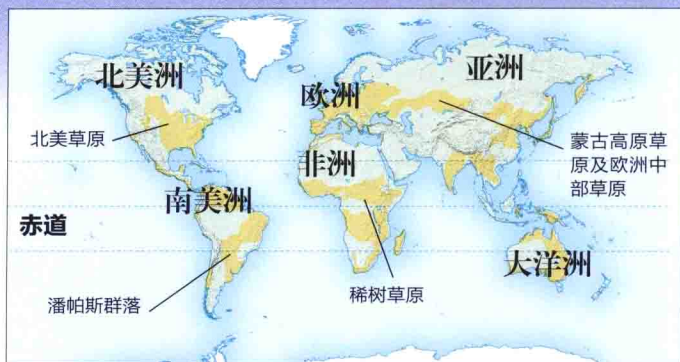 北美洲
亚洲
欧洲
北美草原
蒙古高原草
原及欧洲中
部草原
非洲
南美洲
赤道
大洋洲
潘帕斯群落
稀树草原